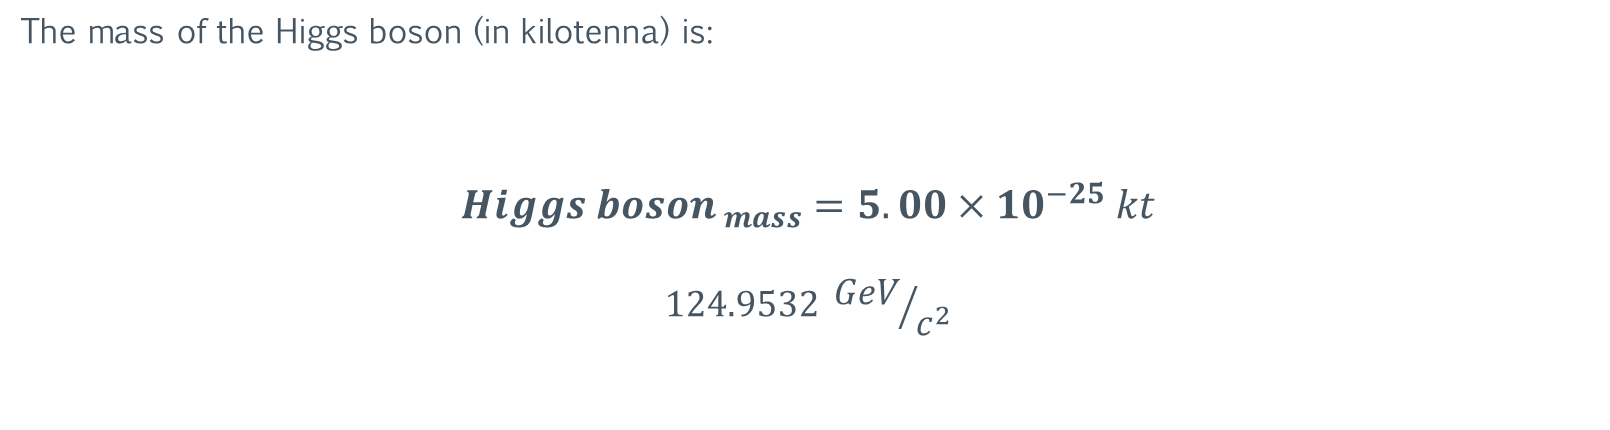 The mass of the Higgs boson (in kilotenna) is:
Higgs boson mass = 5.00 × 10⁻²⁵ kt
124.9532 GeV/c²